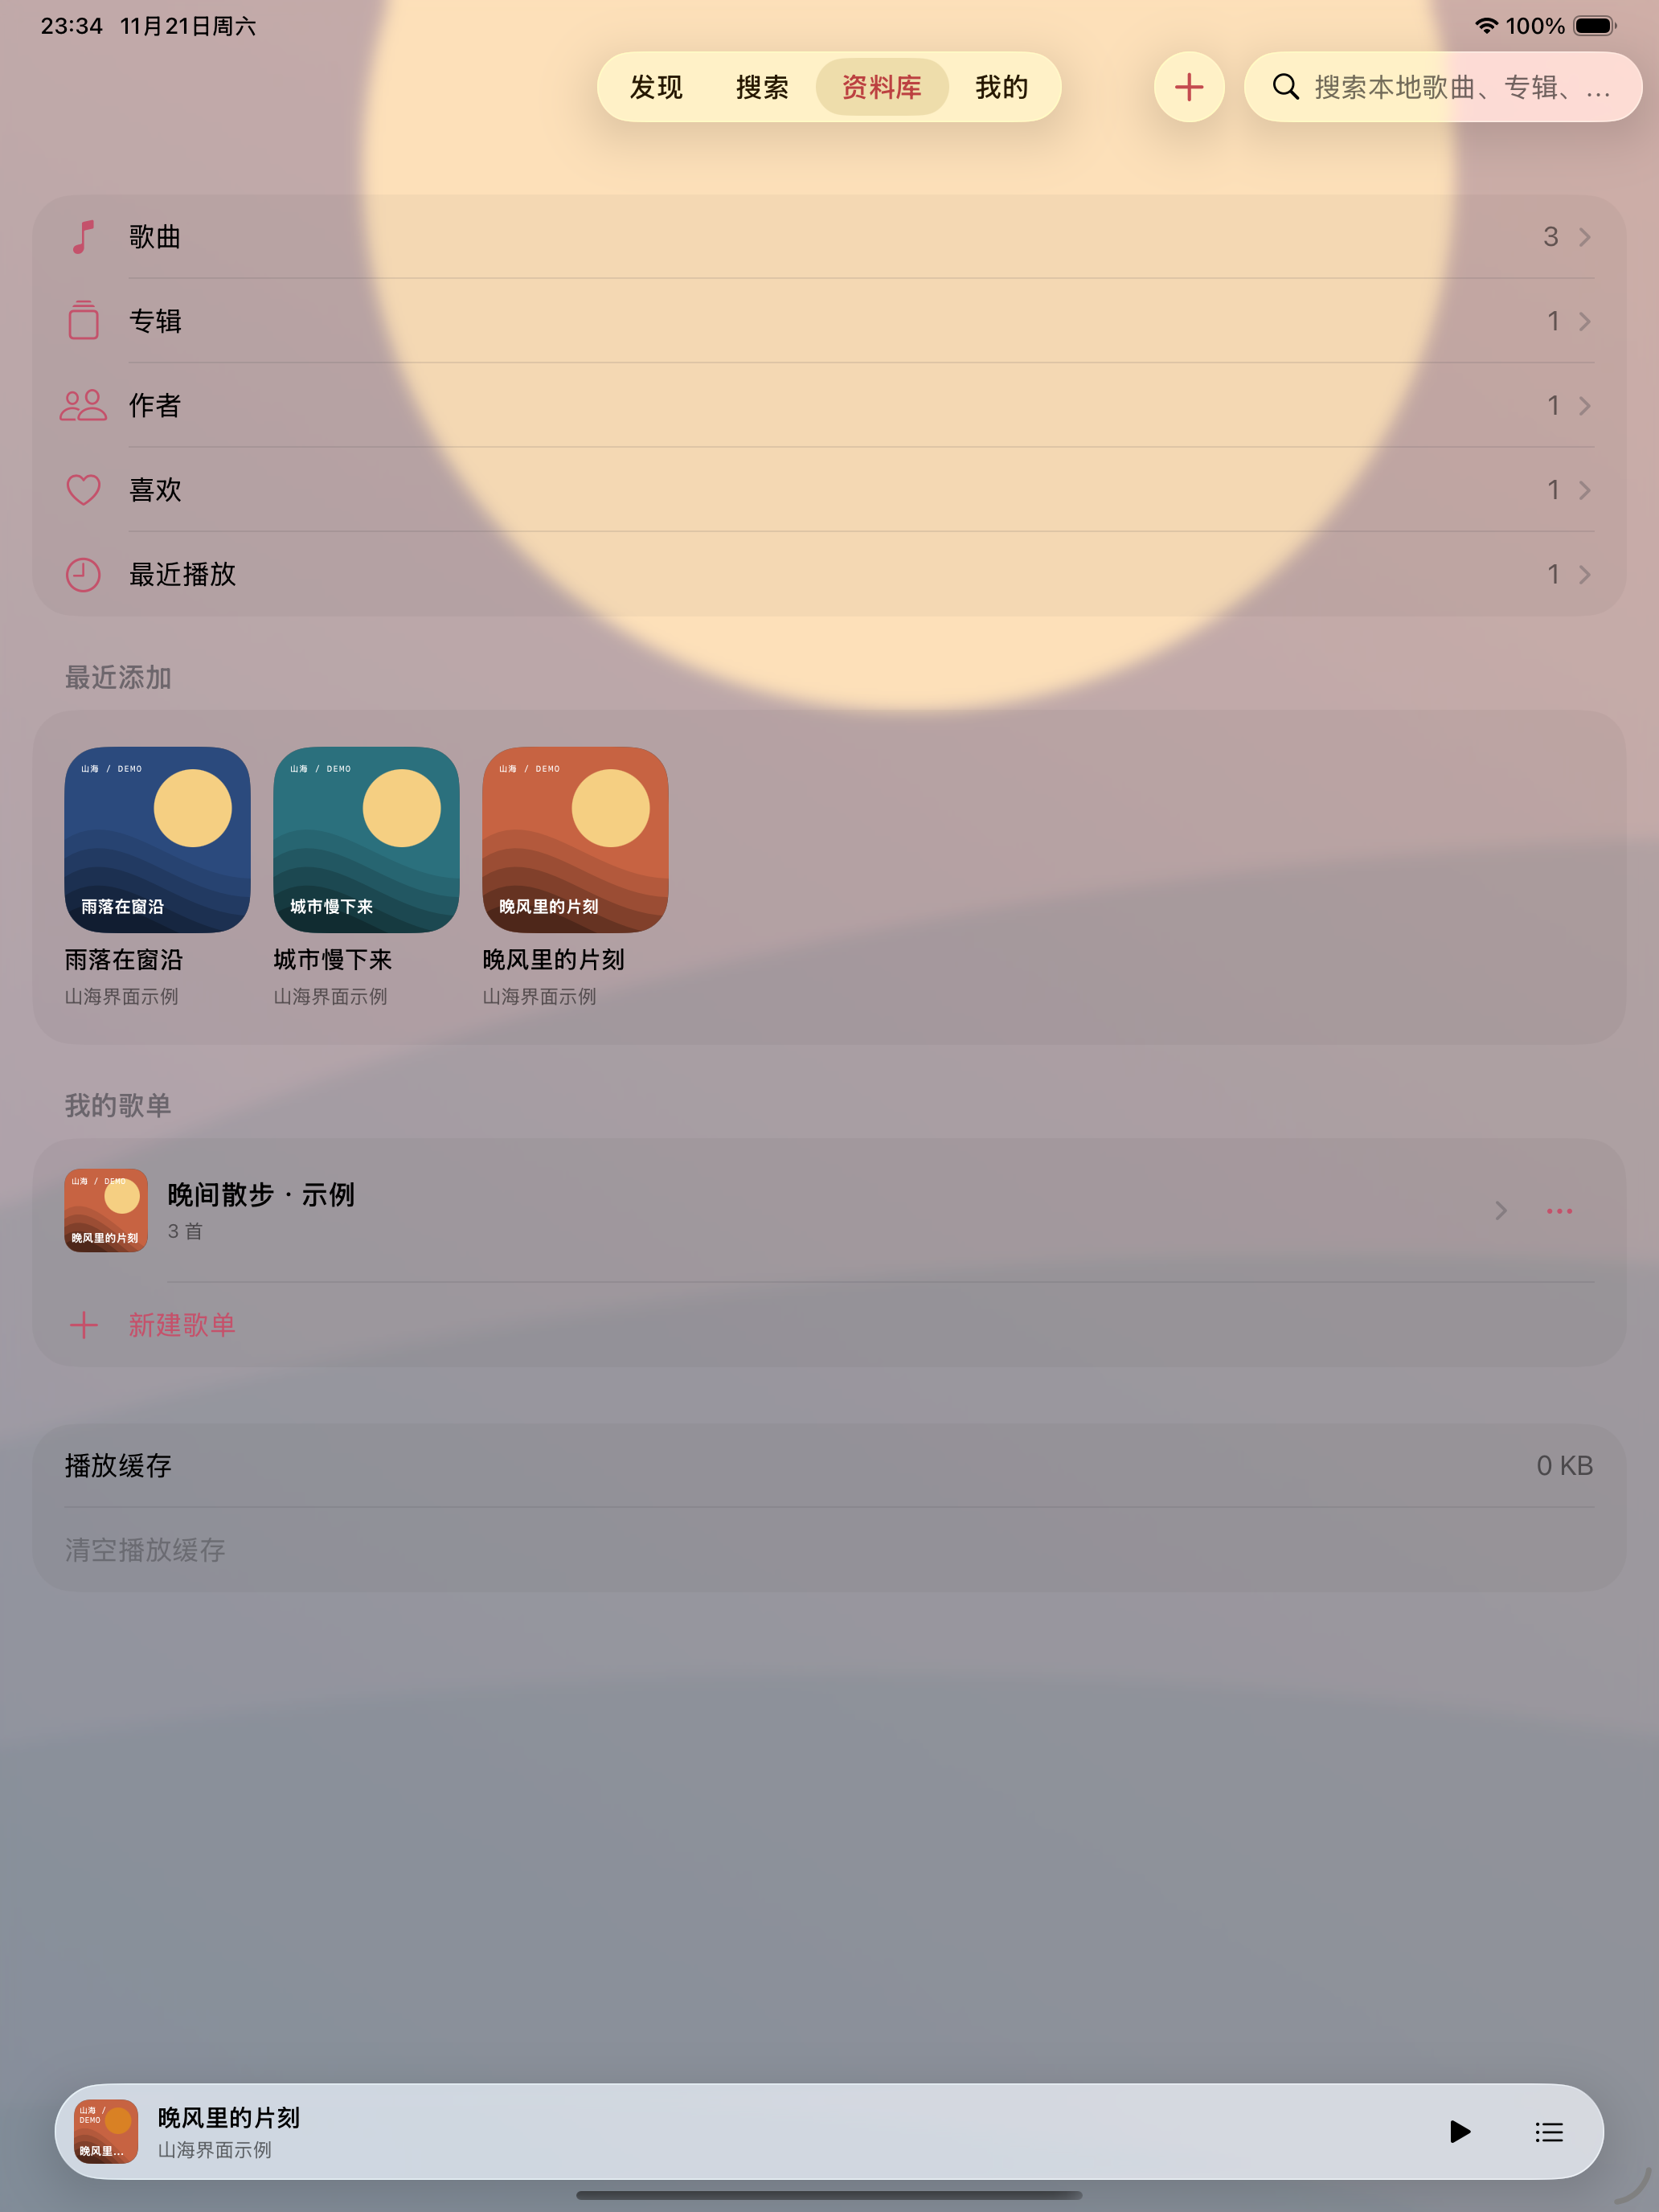 23:34 11月21日周六
100%
发现 搜索 资料库 我的
搜索本地歌曲、专辑、...
歌曲 3
专辑 1
作者 1
喜欢 1
最近播放 1
最近添加
山海 / DEMO
雨落在窗沿
雨落在窗沿
山海界面示例
山海 / DEMO
城市慢下来
城市慢下来
山海界面示例
山海 / DEMO
晚风里的片刻
晚风里的片刻
山海界面示例
我的歌单
山海 / DEMO
晚风里的片刻
晚间散步 · 示例
3 首
新建歌单
播放缓存 0 KB
清空播放缓存
山海 /
DEMO
晚风里...
晚风里的片刻
山海界面示例